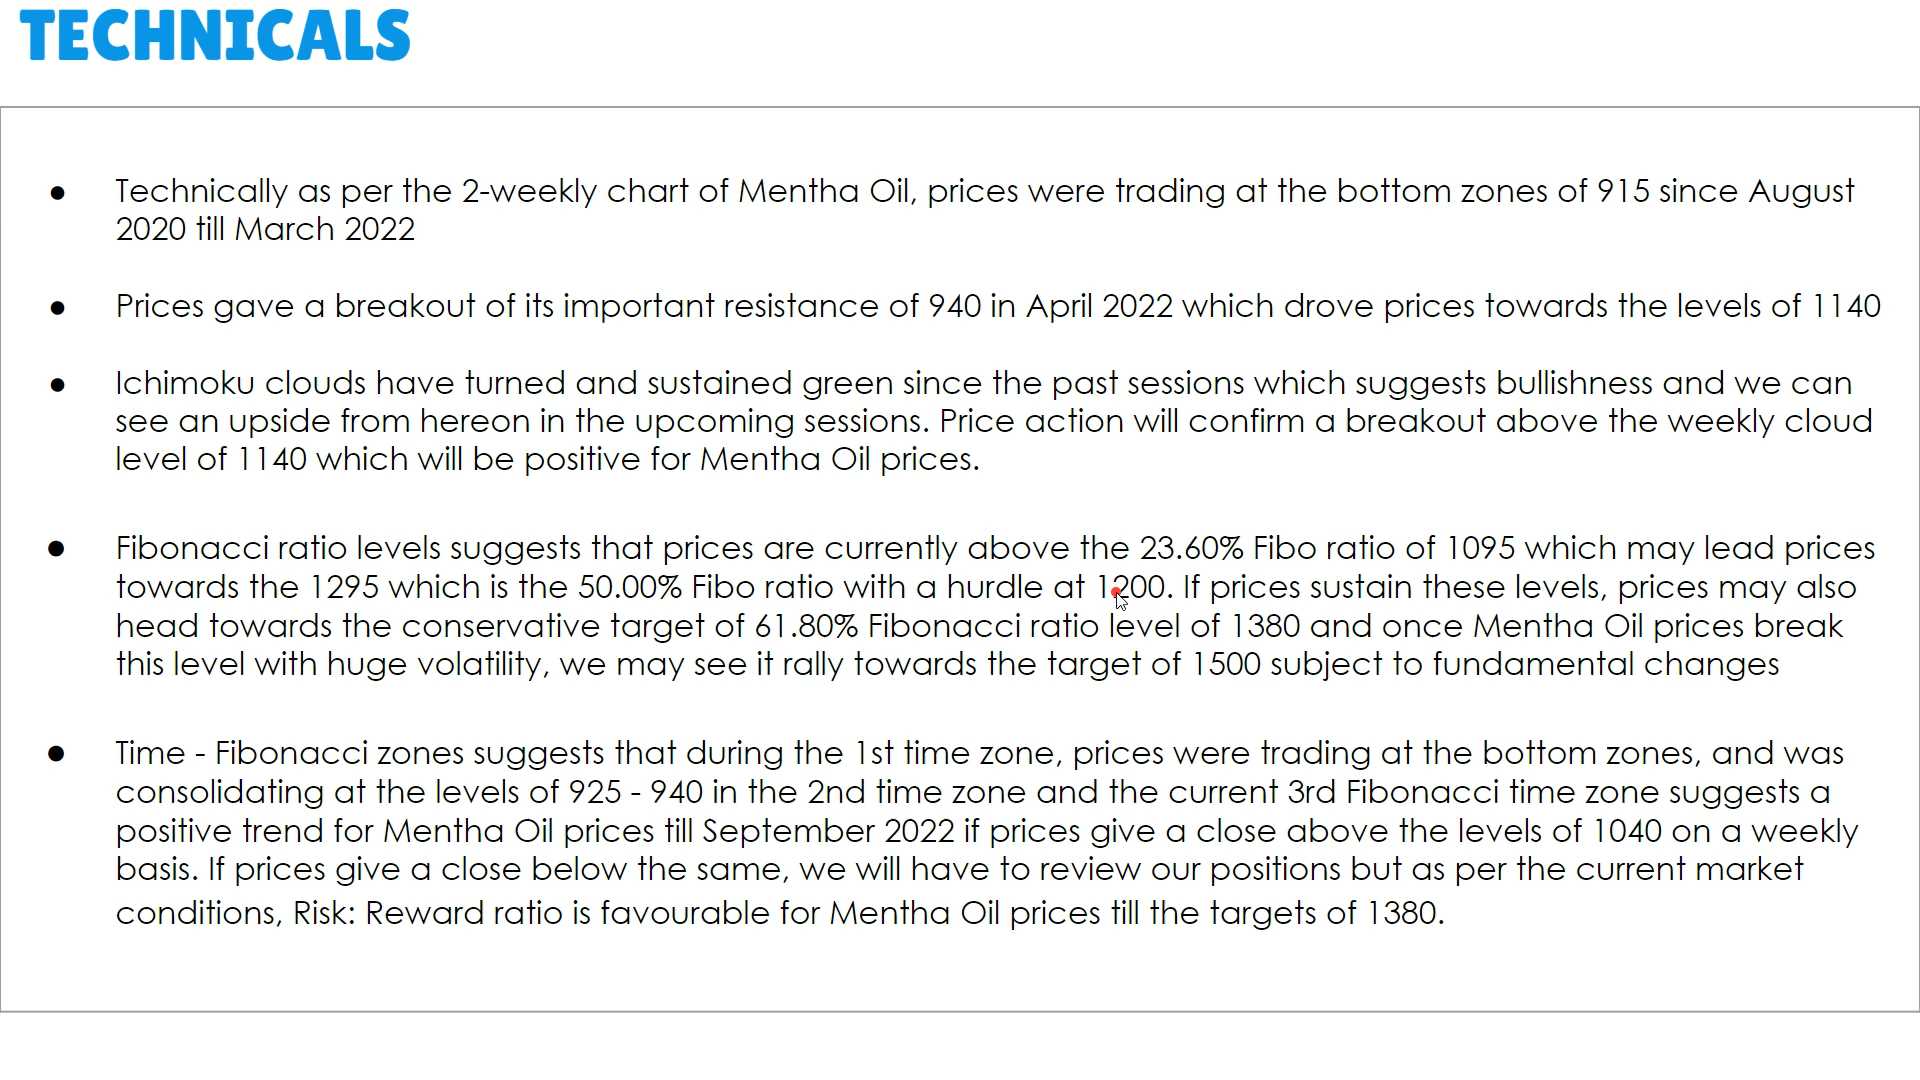 TECHNICALS
● Technically as per the 2-weekly chart of Mentha Oil, prices were trading at the bottom zones of 915 since August
2020 till March 2022
● Prices gave a breakout of its important resistance of 940 in April 2022 which drove prices towards the levels of 1140
● Ichimoku clouds have turned and sustained green since the past sessions which suggests bullishness and we can
see an upside from hereon in the upcoming sessions. Price action will confirm a breakout above the weekly cloud
level of 1140 which will be positive for Mentha Oil prices.
● Fibonacci ratio levels suggests that prices are currently above the 23.60% Fibo ratio of 1095 which may lead prices
towards the 1295 which is the 50.00% Fibo ratio with a hurdle at 1200. If prices sustain these levels, prices may also
head towards the conservative target of 61.80% Fibonacci ratio level of 1380 and once Mentha Oil prices break
this level with huge volatility, we may see it rally towards the target of 1500 subject to fundamental changes
● Time - Fibonacci zones suggests that during the 1st time zone, prices were trading at the bottom zones, and was
consolidating at the levels of 925 - 940 in the 2nd time zone and the current 3rd Fibonacci time zone suggests a
positive trend for Mentha Oil prices till September 2022 if prices give a close above the levels of 1040 on a weekly
basis. If prices give a close below the same, we will have to review our positions but as per the current market
conditions, Risk: Reward ratio is favourable for Mentha Oil prices till the targets of 1380.